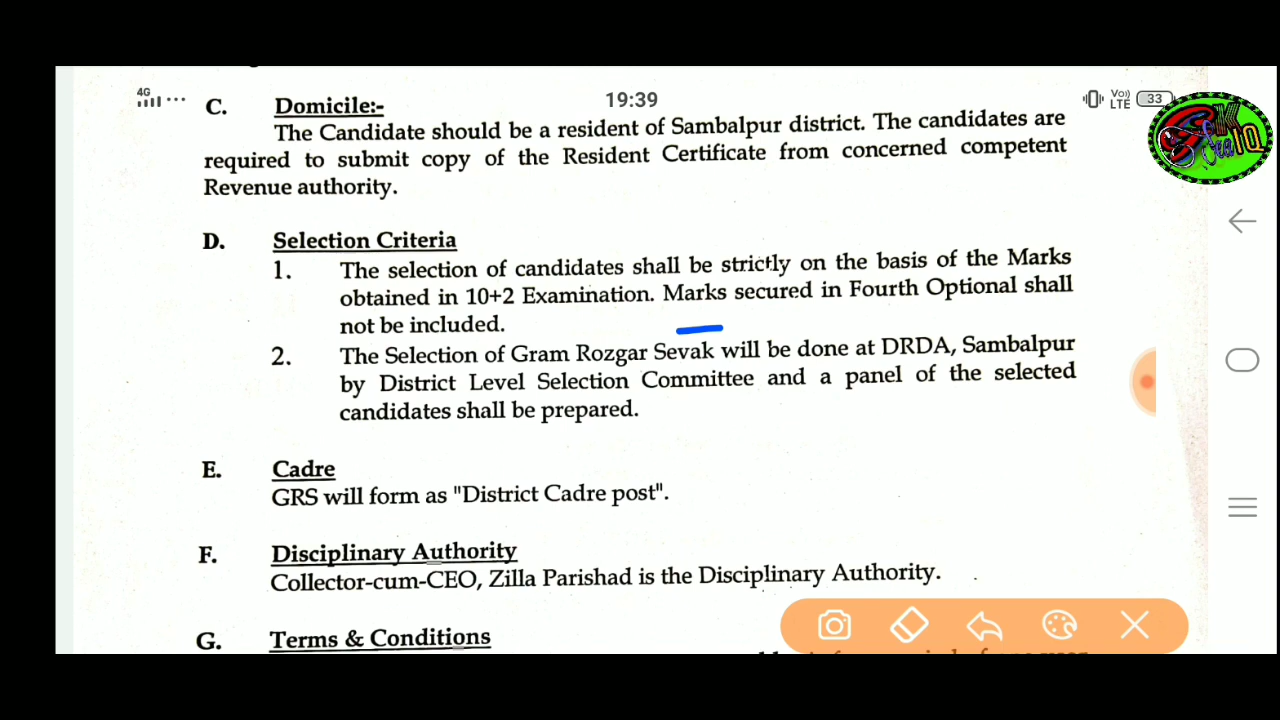 4G
19:39
Vo))
LTE
33
C. Domicile:-
The Candidate should be a resident of Sambalpur district. The candidates are
required to submit copy of the Resident Certificate from concerned competent
Revenue authority.
D. Selection Criteria
1. The selection of candidates shall be strictly on the basis of the Marks
obtained in 10+2 Examination. Marks secured in Fourth Optional shall
not be included.
2. The Selection of Gram Rozgar Sevak will be done at DRDA, Sambalpur
by District Level Selection Committee and a panel of the selected
candidates shall be prepared.
E. Cadre
GRS will form as "District Cadre post".
F. Disciplinary Authority
Collector-cum-CEO, Zilla Parishad is the Disciplinary Authority.
G. Terms & Conditions